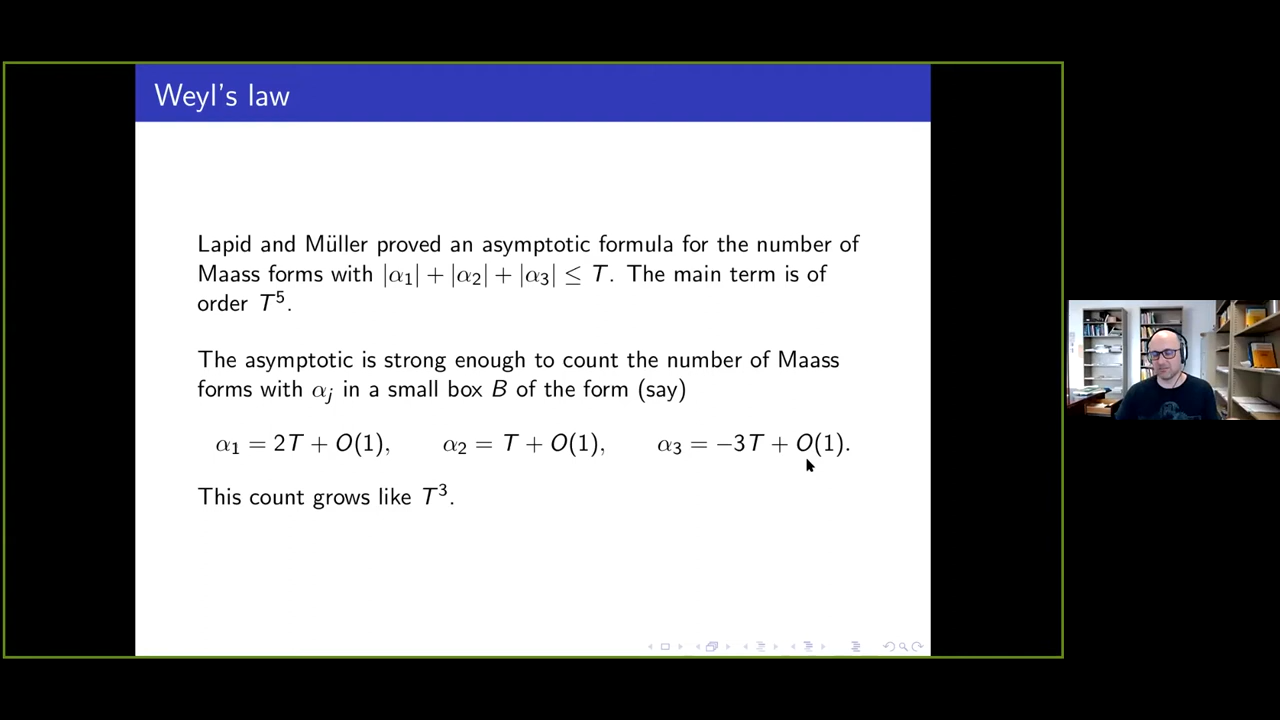 Weyl's law
Lapid and Müller proved an asymptotic formula for the number of
Maass forms with |α₁| + |α₂| + |α₃| ≤ T. The main term is of
order T⁵.
The asymptotic is strong enough to count the number of Maass
forms with αⱼ in a small box B of the form (say)
α₁ = 2T + O(1), α₂ = T + O(1), α₃ = −3T + O(1).
This count grows like T³.